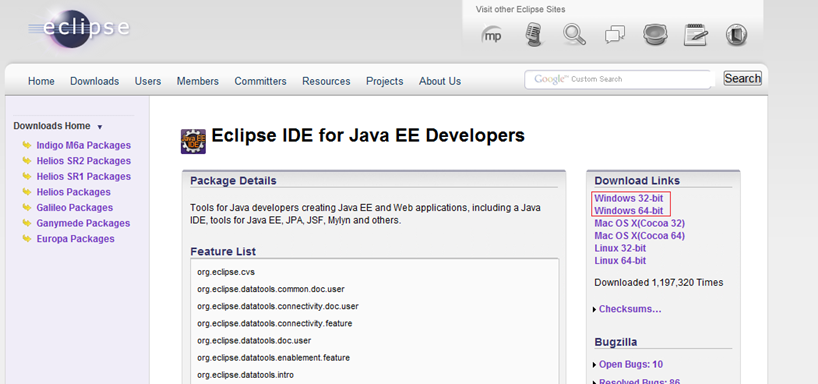 eclipse
Visit other Eclipse Sites
mp
Home Downloads Users Members Committers Resources Projects About Us
Google™ Custom Search
Search
Downloads Home
Indigo M6a Packages
Helios SR2 Packages
Helios SR1 Packages
Helios Packages
Galileo Packages
Ganymede Packages
Europa Packages
Java EE
IDE
Eclipse IDE for Java EE Developers
Package Details
Tools for Java developers creating Java EE and Web applications, including a Java
IDE, tools for Java EE, JPA, JSF, Mylyn and others.
Feature List
org.eclipse.cvs
org.eclipse.datatools.common.doc.user
org.eclipse.datatools.connectivity.doc.user
org.eclipse.datatools.connectivity.feature
org.eclipse.datatools.doc.user
org.eclipse.datatools.enablement.feature
org.eclipse.datatools.intro
Download Links
Windows 32-bit
Windows 64-bit
Mac OS X(Cocoa 32)
Mac OS X(Cocoa 64)
Linux 32-bit
Linux 64-bit
Downloaded 1,197,320 Times
Checksums...
Bugzilla
Open Bugs: 10
Resolved Bugs: 86